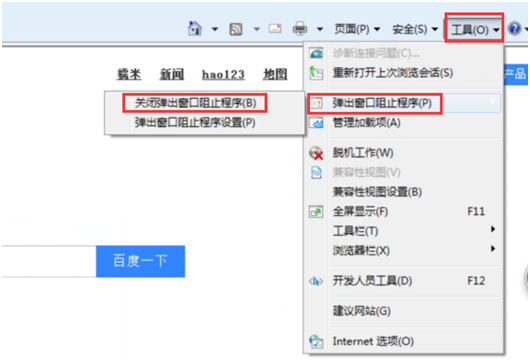 页面(P) 安全(S) 工具(O)
糯米 新闻 hao123 地图
产品
诊断连接问题(C)...
重新打开上次浏览会话(S)
弹出窗口阻止程序(P)
关闭弹出窗口阻止程序(B)
弹出窗口阻止程序设置(P)
管理加载项(A)
脱机工作(W)
兼容性视图(V)
兼容性视图设置(B)
全屏显示(F) F11
工具栏(T)
浏览器栏(X)
百度一下
开发人员工具(D) F12
建议网站(G)
Internet 选项(O)